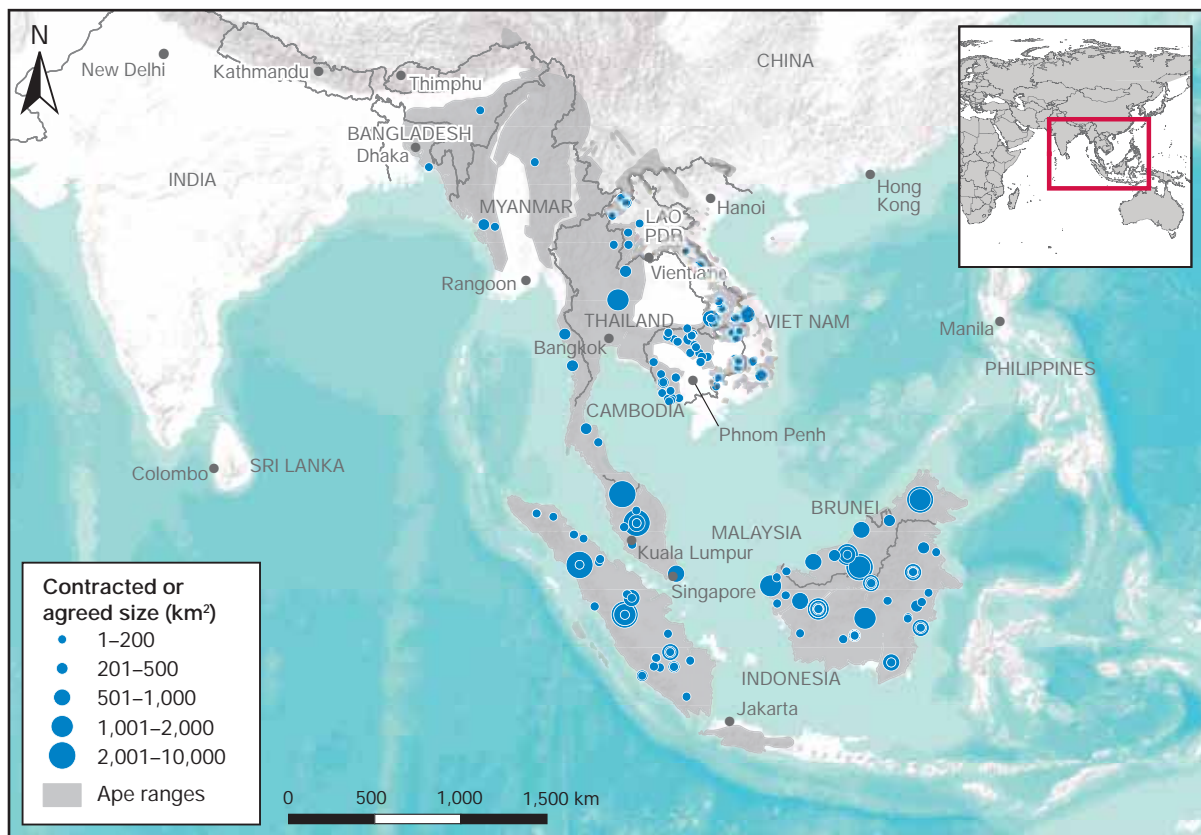 N
New Delhi
Kathmandu
Thimphu
CHINA
BANGLADESH
Dhaka
INDIA
MYANMAR
LAO
PDR
Hanoi
Hong
Kong
Vientiane
Rangoon
THAILAND
VIET NAM
Bangkok
Manila
PHILIPPINES
CAMBODIA
Phnom Penh
Colombo
SRI LANKA
BRUNEI
MALAYSIA
Kuala Lumpur
Singapore
INDONESIA
Jakarta
Contracted or
agreed size (km²)
1–200
201–500
501–1,000
1,001–2,000
2,001–10,000
Ape ranges
0 500 1,000 1,500 km